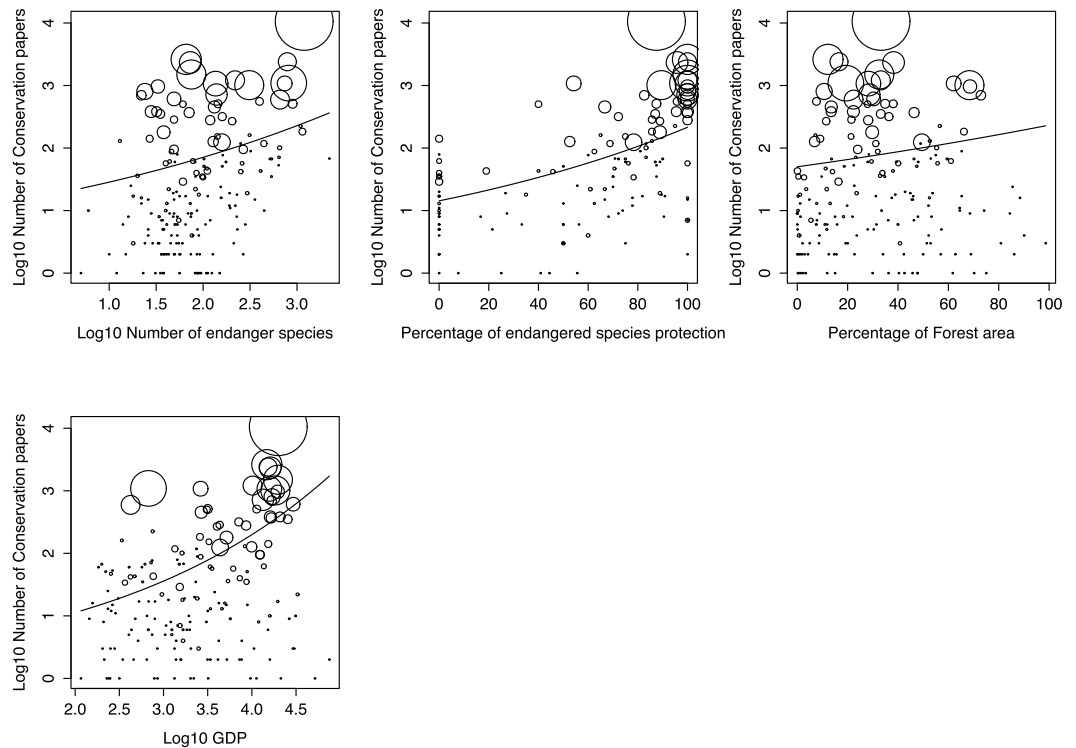 Log10 Number of Conservation papers
4
3
2
1
0
1.0 1.5 2.0 2.5 3.0
Log10 Number of endanger species
Log10 Number of Conservation papers
4
3
2
1
0
0 20 40 60 80 100
Percentage of endangered species protection
Log10 Number of Conservation papers
4
3
2
1
0
0 20 40 60 80 100
Percentage of Forest area
Log10 Number of Conservation papers
4
3
2
1
0
2.0 2.5 3.0 3.5 4.0 4.5
Log10 GDP